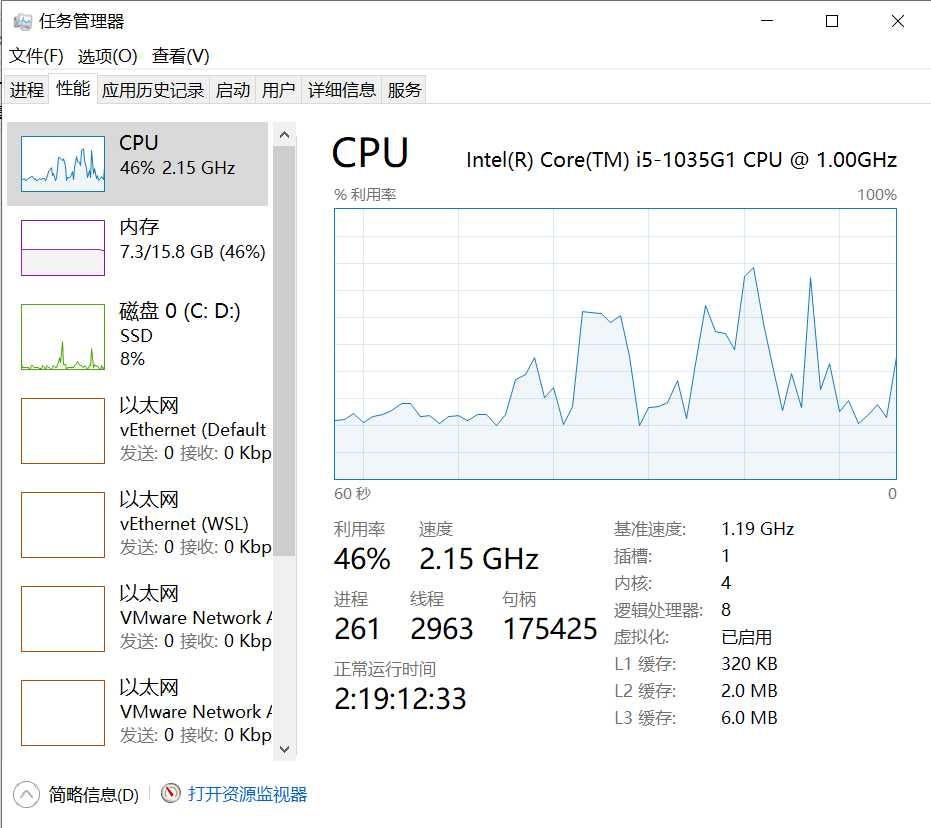 任务管理器
文件(F) 选项(O) 查看(V)
进程 性能 应用历史记录 启动 用户 详细信息 服务
CPU
46% 2.15 GHz
内存
7.3/15.8 GB (46%)
磁盘 0 (C: D:)
SSD
8%
以太网
vEthernet (Default
发送: 0 接收: 0 Kbp
以太网
vEthernet (WSL)
发送: 0 接收: 0 Kbp
以太网
VMware Network A
发送: 0 接收: 0 Kbp
以太网
VMware Network A
发送: 0 接收: 0 Kbp
CPU
Intel(R) Core(TM) i5-1035G1 CPU @ 1.00GHz
% 利用率 100%
60 秒 0
利用率 速度
46% 2.15 GHz
进程 线程 句柄
261 2963 175425
正常运行时间
2:19:12:33
基准速度: 1.19 GHz
插槽: 1
内核: 4
逻辑处理器: 8
虚拟化: 已启用
L1 缓存: 320 KB
L2 缓存: 2.0 MB
L3 缓存: 6.0 MB
简略信息(D) 打开资源监视器